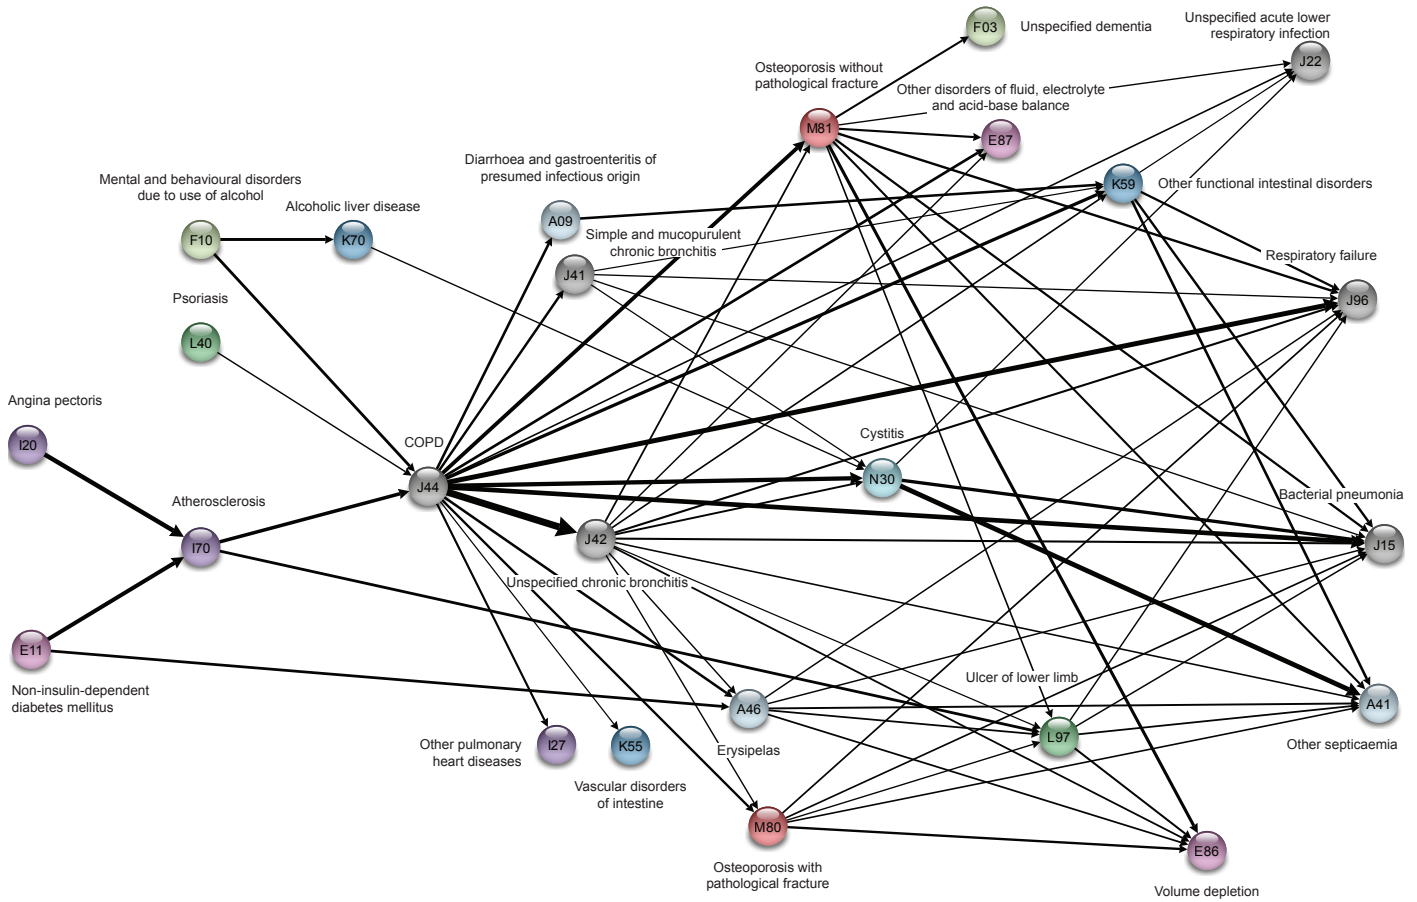 F03
Unspecified dementia
Unspecified acute lower
respiratory infection
J22
Osteoporosis without
pathological fracture
Other disorders of fluid, electrolyte
and acid-base balance
M81
E87
Diarrhoea and gastroenteritis of
presumed infectious origin
K59
Other functional intestinal disorders
Mental and behavioural disorders
due to use of alcohol
Alcoholic liver disease
A09
F10
K70
Simple and mucopurulent
chronic bronchitis
J41
Respiratory failure
J96
Psoriasis
L40
Angina pectoris
I20
COPD
J44
Cystitis
N30
Atherosclerosis
I70
J42
Bacterial pneumonia
J15
Unspecified chronic bronchitis
E11
Non-insulin-dependent
diabetes mellitus
Ulcer of lower limb
A46
L97
A41
Other septicaemia
Other pulmonary
heart diseases
I27
K55
Erysipelas
Vascular disorders
of intestine
M80
E86
Osteoporosis with
pathological fracture
Volume depletion